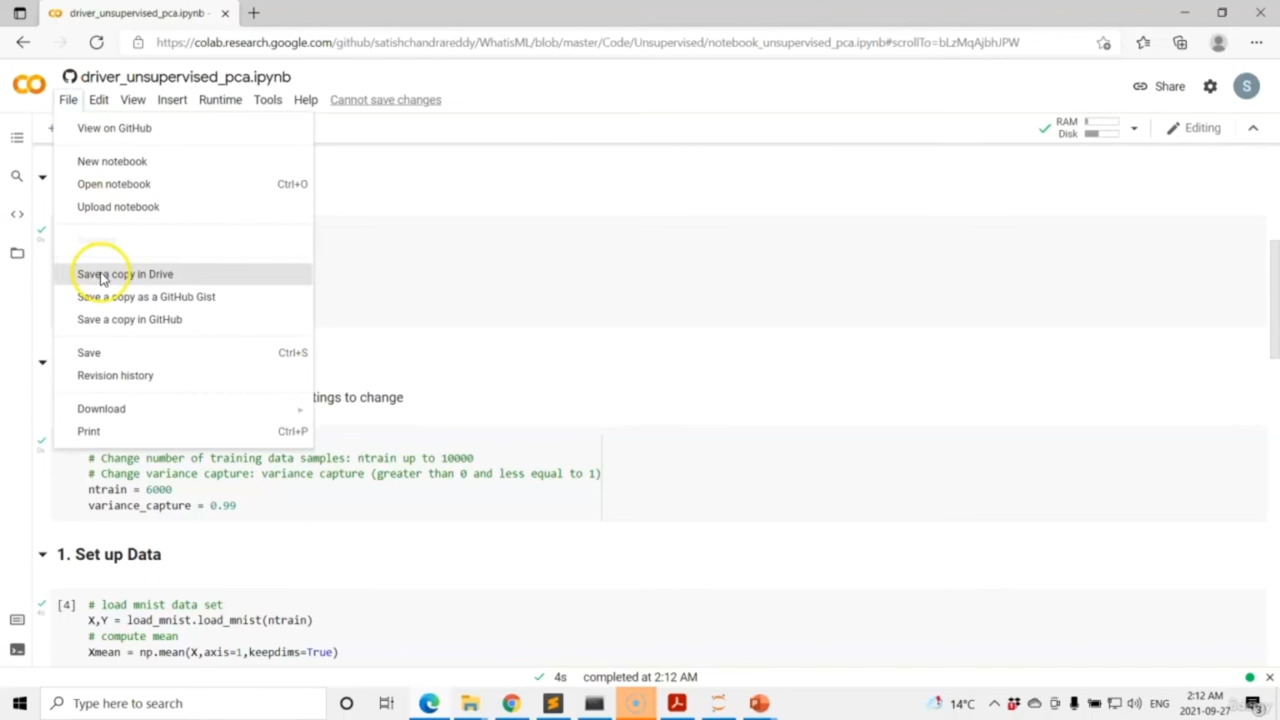 driver_unsupervised_pca.ipynb -
https://colab.research.google.com/github/satishchandrareddy/WhatisML/blob/master/Code/Unsupervised/notebook_unsupervised_pca.ipynb#scrollTo=bLzMqAjbhJPW
driver_unsupervised_pca.ipynb
Share
S
File Edit View Insert Runtime Tools Help Cannot save changes
RAM
Disk
Editing
View on GitHub
New notebook
Open notebook Ctrl+O
Upload notebook
Save a copy in Drive
Save a copy as a GitHub Gist
Save a copy in GitHub
Save Ctrl+S
Revision history
Download
Print Ctrl+P
tings to change
# Change number of training data samples: ntrain up to 10000
# Change variance capture: variance capture (greater than 0 and less equal to 1)
ntrain = 6000
variance_capture = 0.99
1. Set up Data
[4] # load mnist data set
X,Y = load_mnist.load_mnist(ntrain)
# compute mean
Xmean = np.mean(X,axis=1,keepdims=True)
4s completed at 2:12 AM
Type here to search
14°C
ENG
2:12 AM
2021-09-27